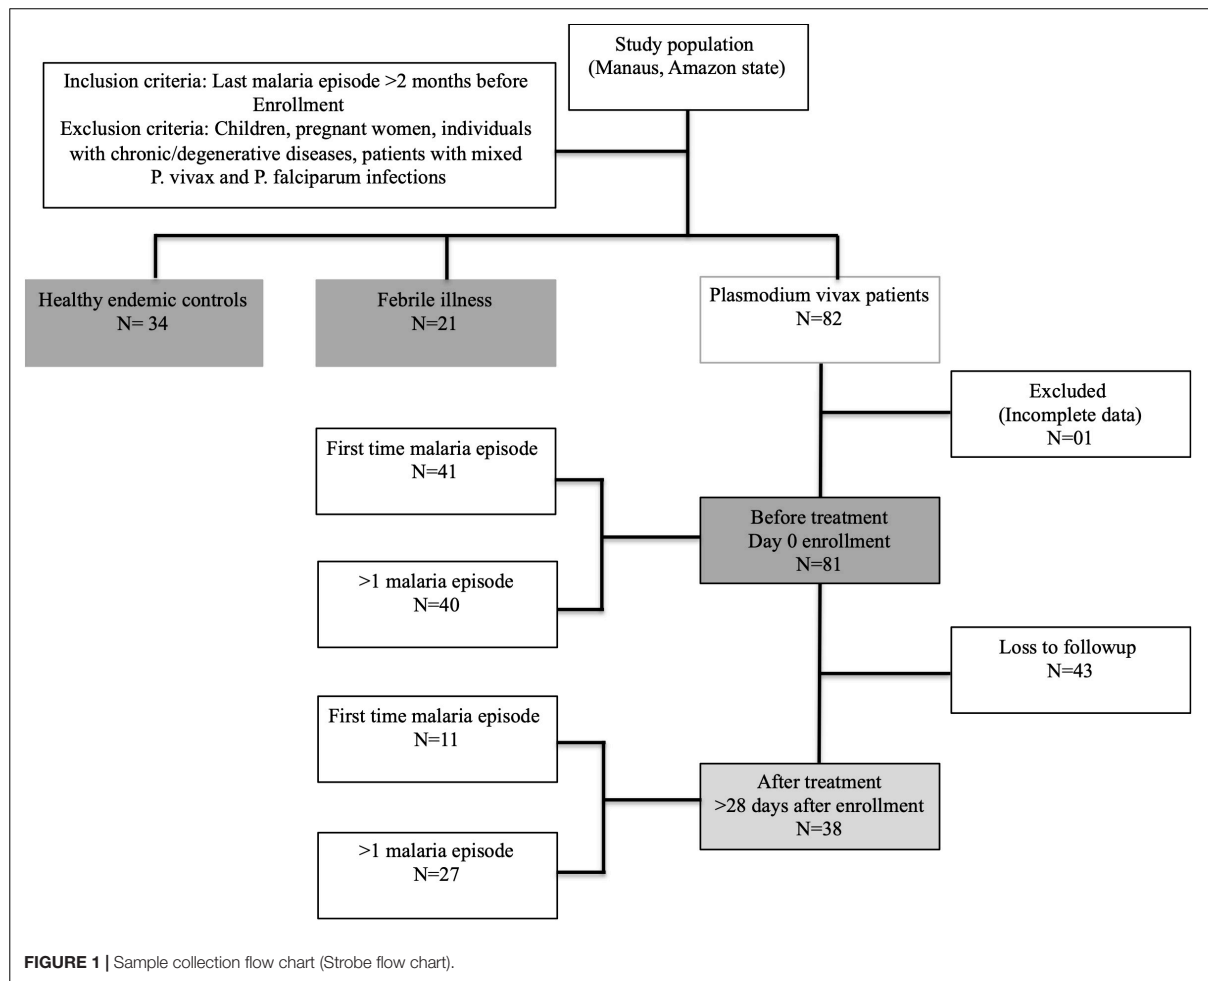 Study population
(Manaus, Amazon state)
Inclusion criteria: Last malaria episode >2 months before
Enrollment
Exclusion criteria: Children, pregnant women, individuals
with chronic/degenerative diseases, patients with mixed
P. vivax and P. falciparum infections
Healthy endemic controls
N= 34
Febrile illness
N=21
Plasmodium vivax patients
N=82
Excluded
(Incomplete data)
N=01
First time malaria episode
N=41
Before treatment
Day 0 enrollment
N=81
>1 malaria episode
N=40
Loss to followup
N=43
First time malaria episode
N=11
After treatment
>28 days after enrollment
N=38
>1 malaria episode
N=27
FIGURE 1 | Sample collection flow chart (Strobe flow chart).